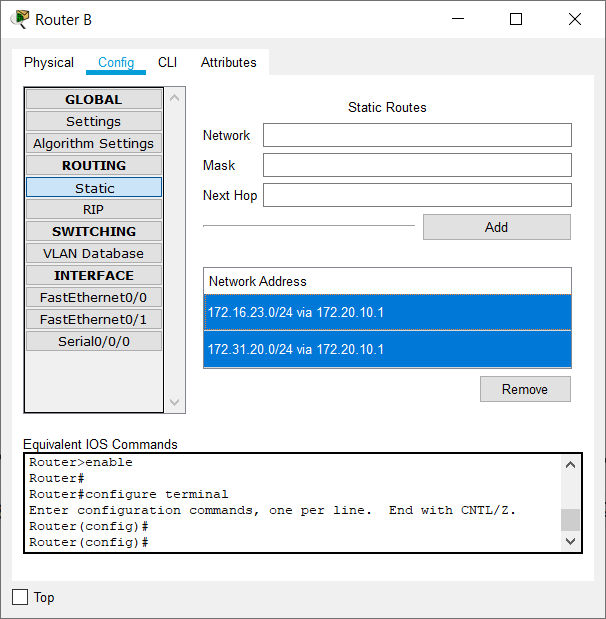 Router B
Physical Config CLI Attributes
GLOBAL
Settings
Algorithm Settings
ROUTING
Static
RIP
SWITCHING
VLAN Database
INTERFACE
FastEthernet0/0
FastEthernet0/1
Serial0/0/0
Static Routes
Network
Mask
Next Hop
Add
Network Address
172.16.23.0/24 via 172.20.10.1
172.31.20.0/24 via 172.20.10.1
Remove
Equivalent IOS Commands
Router>enable
Router#
Router#configure terminal
Enter configuration commands, one per line.  End with CNTL/Z.
Router(config)#
Router(config)#
Top